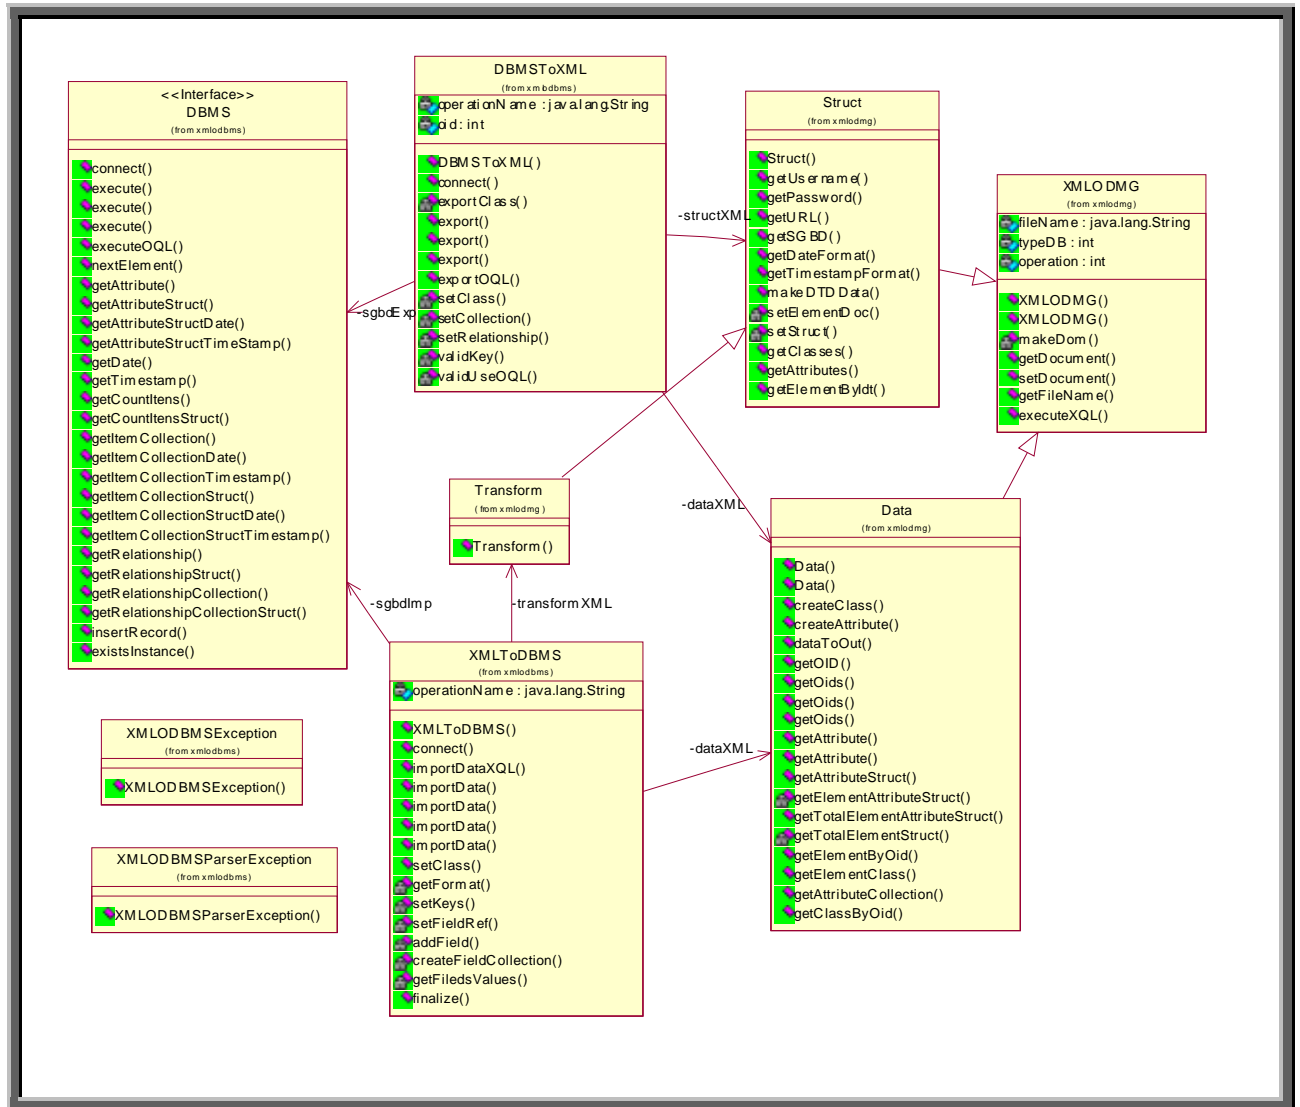 <<Interface>>
DBMS
(from xmlodbms)
connect()
execute()
execute()
execute()
executeOQL()
nextElement()
getAttribute()
getAttributeStruct()
getAttributeStructDate()
getAttributeStructTimeStamp()
getDate()
getTimestamp()
getCountItens()
getCountItensStruct()
getItemCollection()
getItemCollectionDate()
getItemCollectionTimestamp()
getItemCollectionStruct()
getItemCollectionStructDate()
getItemCollectionStructTimestamp()
getRelationship()
getRelationshipStruct()
getRelationshipCollection()
getRelationshipCollectionStruct()
insertRecord()
existsInstance()
DBMSToXML
(from xmlodbms)
operationName : java.lang.String
oid : int
DBMSToXML()
connect()
exportClass()
export()
export()
export()
exportOQL()
setClass()
setCollection()
setRelationship()
validKey()
validUseOQL()
-sgbdExp
-structXML
Struct
(from xmlodmg)
Struct()
getUsername()
getPassword()
getURL()
getSGBD()
getDateFormat()
getTimestampFormat()
makeDTDData()
setElementDoc()
setStruct()
getClasses()
getAttributes()
getElementByIdt()
XMLODMG
(from xmlodmg)
fileName : java.lang.String
typeDB : int
operation : int
XMLODMG()
XMLODMG()
makeDom()
getDocument()
setDocument()
getFileName()
executeXQL()
Transform
(from xmlodmg)
Transform()
-dataXML
-sgbdImp
-transformXML
XMLToDBMS
(from xmlodbms)
operationName : java.lang.String
XMLToDBMS()
connect()
importDataXQL()
importData()
importData()
importData()
importData()
setClass()
getFormat()
setKeys()
setFieldRef()
addField()
createFieldCollection()
getFiledsValues()
finalize()
-dataXML
Data
(from xmlodmg)
Data()
Data()
createClass()
createAttribute()
dataToOut()
getOID()
getOids()
getOids()
getOids()
getAttribute()
getAttribute()
getAttributeStruct()
getElementAttributeStruct()
getTotalElementAttributeStruct()
getTotalElementStruct()
getElementByOid()
getElementClass()
getAttributeCollection()
getClassByOid()
XMLODBMSException
(from xmlodbms)
XMLODBMSException()
XMLODBMSParserException
(from xmlodbms)
XMLODBMSParserException()